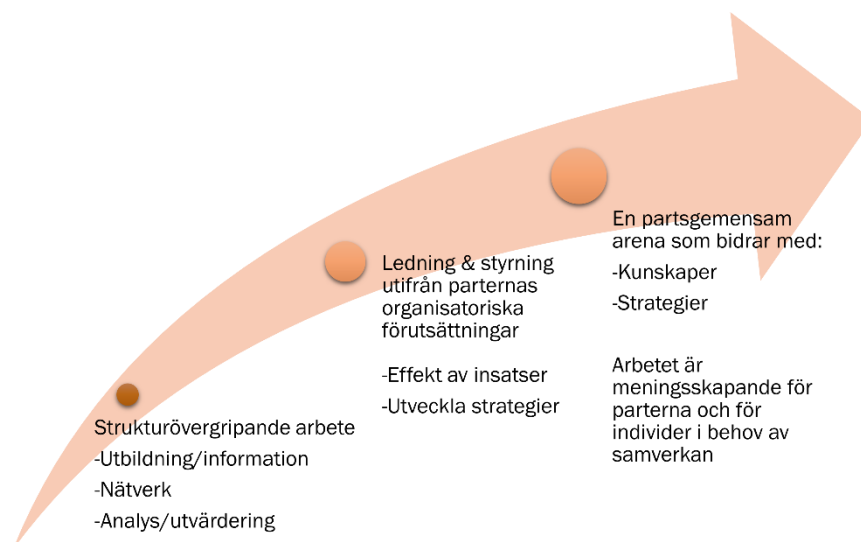 Strukturövergripande arbete
-Utbildning/information
-Nätverk
-Analys/utvärdering
Ledning & styrning
utifrån parternas
organisatoriska
förutsättningar
-Effekt av insatser
-Utveckla strategier
En partsgemensam
arena som bidrar med:
-Kunskaper
-Strategier
Arbetet är
meningsskapande för
parterna och för
individer i behov av
samverkan